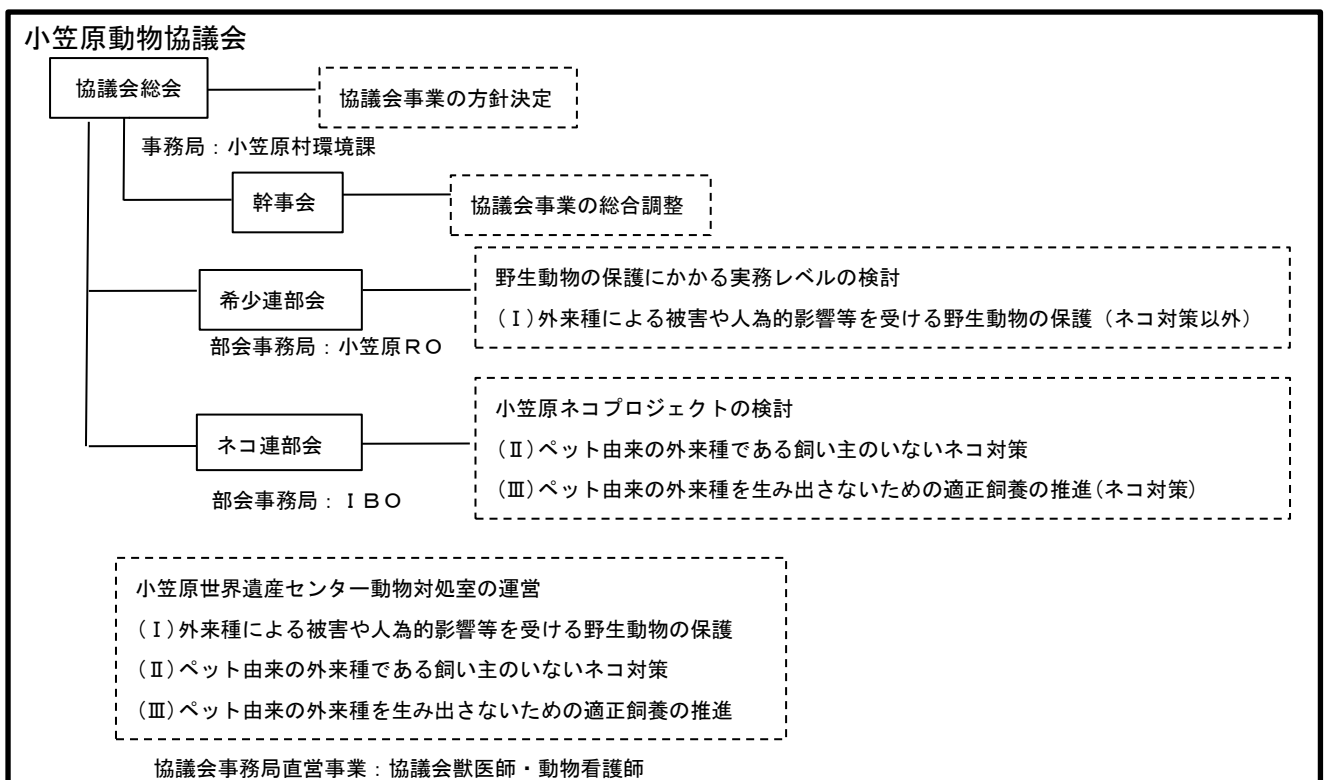 小笠原動物協議会
協議会総会
協議会事業の方針決定
事務局：小笠原村環境課
幹事会
協議会事業の総合調整
希少連部会
野生動物の保護にかかる実務レベルの検討
(Ⅰ)外来種による被害や人為的影響等を受ける野生動物の保護（ネコ対策以外）
部会事務局：小笠原ＲＯ
ネコ連部会
小笠原ネコプロジェクトの検討
(Ⅱ)ペット由来の外来種である飼い主のいないネコ対策
(Ⅲ)ペット由来の外来種を生み出さないための適正飼養の推進(ネコ対策)
部会事務局：ＩＢＯ
小笠原世界遺産センター動物対処室の運営
(Ⅰ)外来種による被害や人為的影響等を受ける野生動物の保護
(Ⅱ)ペット由来の外来種である飼い主のいないネコ対策
(Ⅲ)ペット由来の外来種を生み出さないための適正飼養の推進
協議会事務局直営事業：協議会獣医師・動物看護師